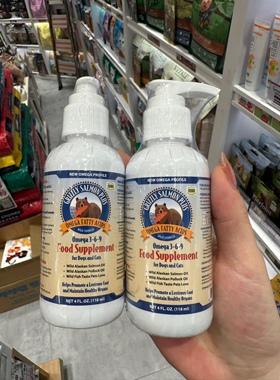 NEW OMEGA PROFILE
GRIZZLY SALMON PLUS
OMEGA FATTY ACIDS
Omega 3-6-9
Food Supplement
for Dogs and Cats
• Wild Alaskan Salmon Oil
• Wild Alaskan Pollock Oil
• Wild Fish Taste Pets Love
Helps Promote a Lustrous Coat
and Maintain Healthy Organs
NET 4 FL. OZ. (118 ml)
NEW OMEGA PROFILE
GRIZZLY SALMON PLUS
OMEGA FATTY ACIDS
Omega 3-6-9
Food Supplement
for Dogs and Cats
• Wild Alaskan Salmon Oil
• Wild Alaskan Pollock Oil
• Wild Fish Taste Pets Love
Helps Promote a Lustrous Coat
and Maintain Healthy Organs
NET 4 FL. OZ. (118 ml)